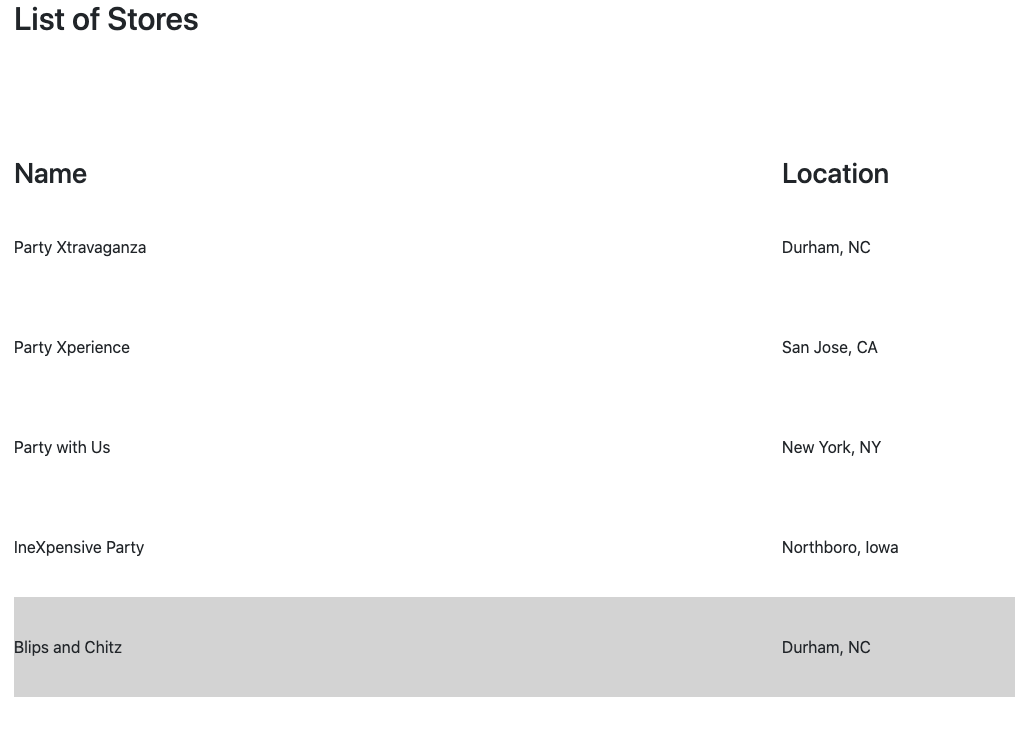 List of Stores
Name Location
Party Xtravaganza Durham, NC
Party Xperience San Jose, CA
Party with Us New York, NY
IneXpensive Party Northboro, Iowa
Blips and Chitz Durham, NC